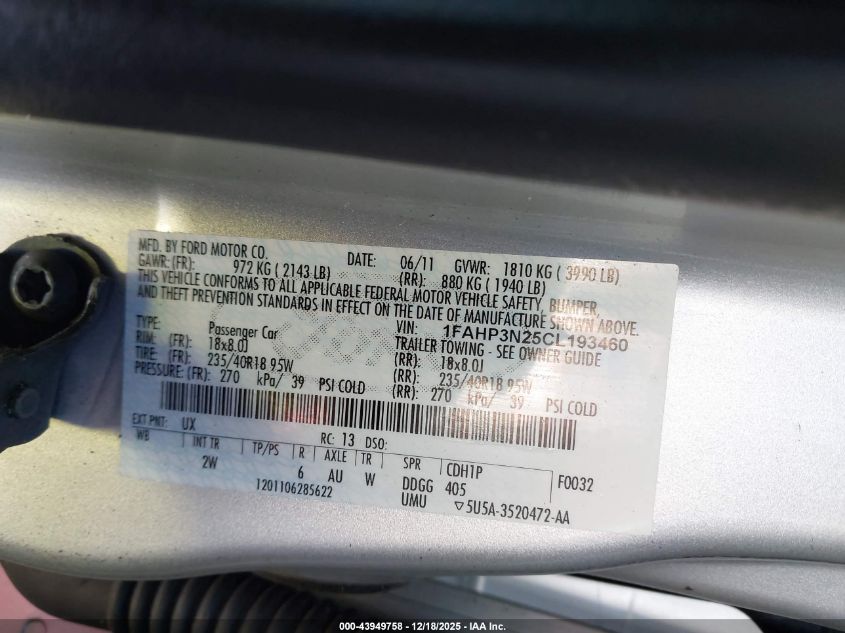 MFD. BY FORD MOTOR CO. DATE: 06/11 GVWR: 1810 KG ( 3990 LB)
GAWR: (FR): 972 KG ( 2143 LB) (RR): 880 KG ( 1940 LB)
THIS VEHICLE CONFORMS TO ALL APPLICABLE FEDERAL MOTOR VEHICLE SAFETY, BUMPER,
AND THEFT PREVENTION STANDARDS IN EFFECT ON THE DATE OF MANUFACTURE SHOWN ABOVE.
VIN: 1FAHP3N25CL193460
TYPE: Passenger Car TRAILER TOWING - SEE OWNER GUIDE
RIM: (FR): 18x8.0J (RR): 18x8.0J
TIRE: (FR): 235/40R18 95W (RR): 235/40R18 95W
PRESSURE: (FR): 270 kPa/ 39 PSI COLD (RR): 270 kPa/ 39 PSI COLD
EXT PNT: UX RC: 13 DSO:
WB INT TR TP/PS R AXLE TR SPR CDH1P F0032
2W 6 AU W DDGG 405
1201106285622 UMU ▽5U5A-3520472-AA
000-43949758 - 12/18/2025 - IAA Inc.